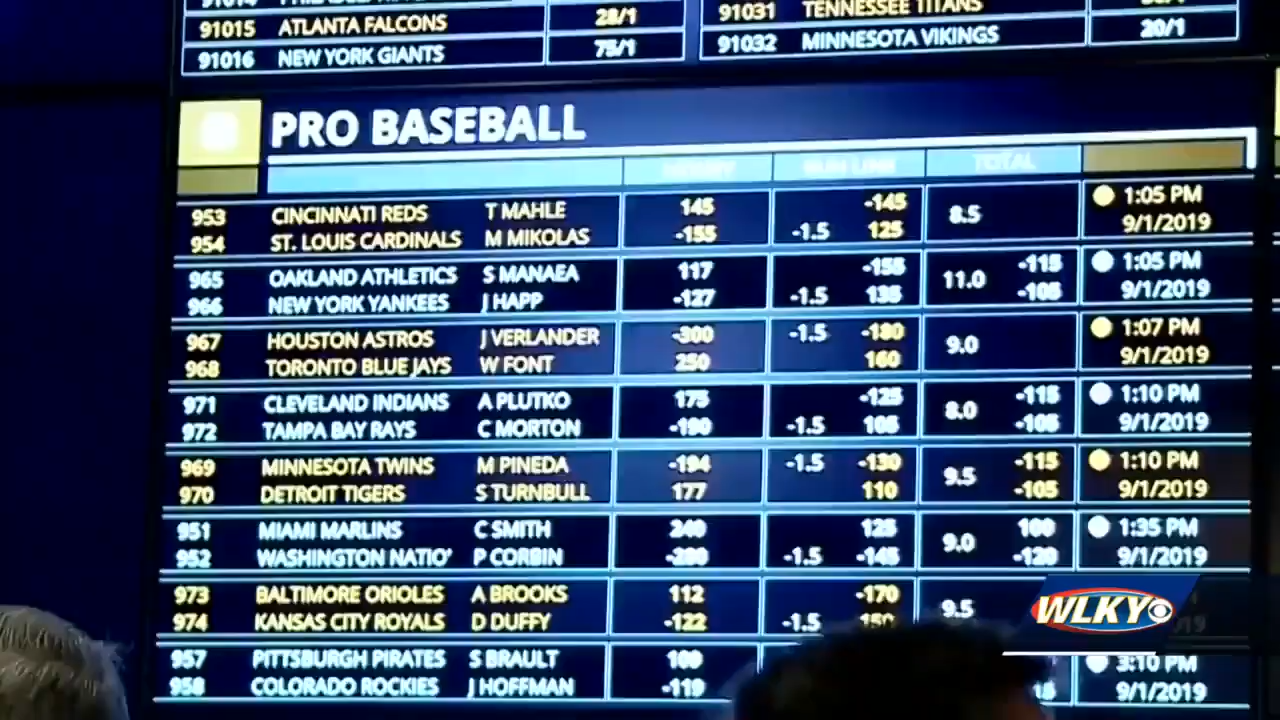 91015 ATLANTA FALCONS 28/1 91031 TENNESSEE TITANS
91016 NEW YORK GIANTS 75/1 91032 MINNESOTA VIKINGS 20/1
PRO BASEBALL
TOTAL
953 CINCINNATI REDS T MAHLE 145 -145 8.5 1:05 PM
954 ST. LOUIS CARDINALS M MIKOLAS -155 -1.5 125 9/1/2019
965 OAKLAND ATHLETICS S MANAEA 117 -155 11.0 -115 1:05 PM
966 NEW YORK YANKEES J HAPP -127 -1.5 135 -105 9/1/2019
967 HOUSTON ASTROS J VERLANDER -300 -1.5 -180 9.0 1:07 PM
968 TORONTO BLUE JAYS W FONT 250 160 9/1/2019
971 CLEVELAND INDIANS A PLUTKO 175 -125 8.0 -115 1:10 PM
972 TAMPA BAY RAYS C MORTON -190 -1.5 105 -105 9/1/2019
969 MINNESOTA TWINS M PINEDA -194 -1.5 -130 9.5 -115 1:10 PM
970 DETROIT TIGERS S TURNBULL 177 110 -105 9/1/2019
951 MIAMI MARLINS C SMITH 240 125 9.0 100 1:35 PM
952 WASHINGTON NATIO' P CORBIN -1.5 -145 -120 9/1/2019
973 BALTIMORE ORIOLES A BROOKS 112 -170 9.5
974 KANSAS CITY ROYALS D DUFFY -122 -1.5 150
WLKY
957 PITTSBURGH PIRATES S BRAULT 109 3:10 PM
958 COLORADO ROCKIES J HOFFMAN -119 9/1/2019